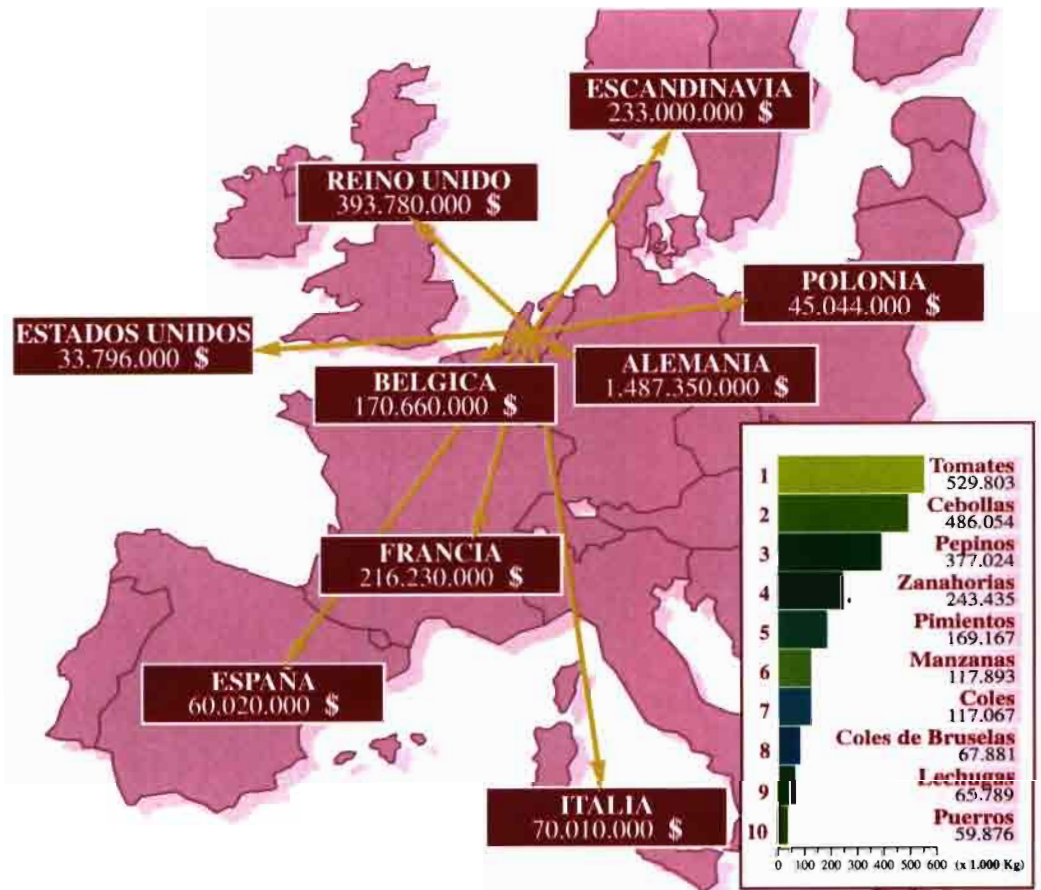 ESCANDINAVIA
233.000.000 $
REINO UNIDO
393.780.000 $
POLONIA
45.044.000 $
ESTADOS UNIDOS
33.796.000 $
ALEMANIA
1.487.350.000 $
BELGICA
170.660.000 $
FRANCIA
216.230.000 $
ESPAÑA
60.020.000 $
ITALIA
70.010.000 $
1 Tomates
529.803
2 Cebollas
486.054
3 Pepinos
377.024
4 Zanahorias
243.435
5 Pimientos
169.167
6 Manzanas
117.893
7 Coles
117.067
8 Coles de Bruselas
67.881
9 Lechugas
65.789
10 Puerros
59.876
0 100 200 300 400 500 600 (x 1.000 Kg)